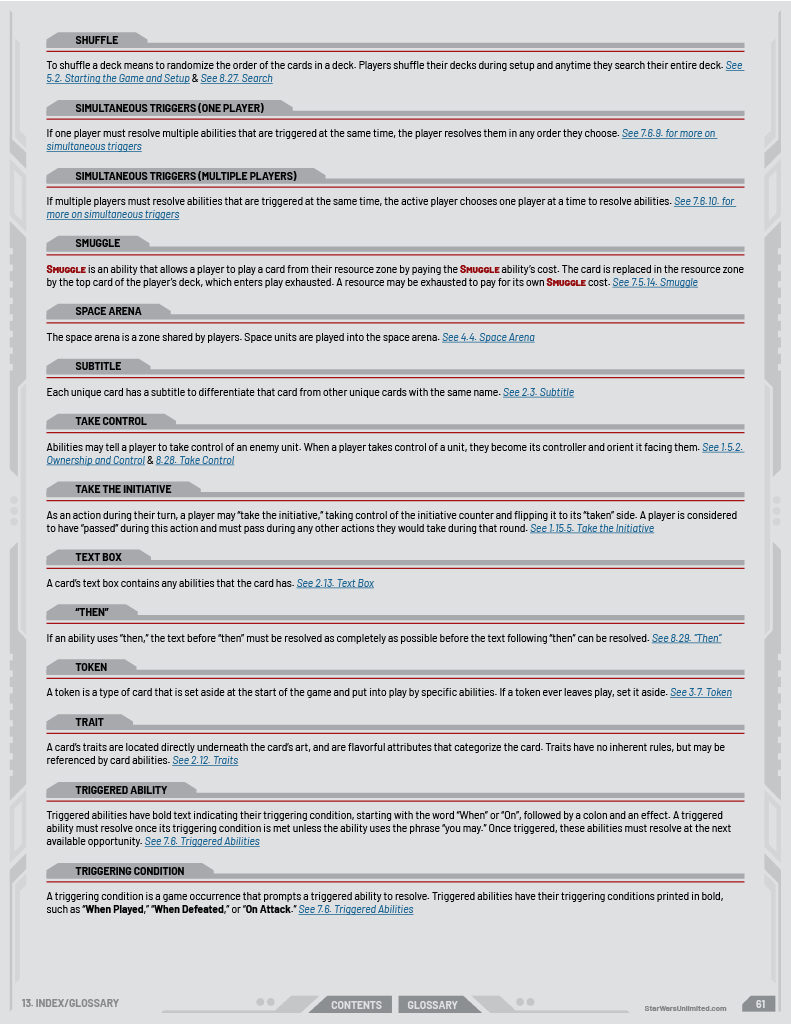 SHUFFLE
To shuffle a deck means to randomize the order of the cards in a deck. Players shuffle their decks during setup and anytime they search their entire deck. See
5.2. Starting the Game and Setup & See 8.27. Search
SIMULTANEOUS TRIGGERS (ONE PLAYER)
If one player must resolve multiple abilities that are triggered at the same time, the player resolves them in any order they choose. See 7.6.9. for more on
simultaneous triggers
SIMULTANEOUS TRIGGERS (MULTIPLE PLAYERS)
If multiple players must resolve abilities that are triggered at the same time, the active player chooses one player at a time to resolve abilities. See 7.6.10. for
more on simultaneous triggers
SMUGGLE
SMUGGLE is an ability that allows a player to play a card from their resource zone by paying the SMUGGLE ability's cost. The card is replaced in the resource zone
by the top card of the player's deck, which enters play exhausted. A resource may be exhausted to pay for its own SMUGGLE cost. See 7.5.14. Smuggle
SPACE ARENA
The space arena is a zone shared by players. Space units are played into the space arena. See 4.4. Space Arena
SUBTITLE
Each unique card has a subtitle to differentiate that card from other unique cards with the same name. See 2.3. Subtitle
TAKE CONTROL
Abilities may tell a player to take control of an enemy unit. When a player takes control of a unit, they become its controller and orient it facing them. See 1.5.2.
Ownership and Control & 8.28. Take Control
TAKE THE INITIATIVE
As an action during their turn, a player may "take the initiative," taking control of the initiative counter and flipping it to its "taken" side. A player is considered
to have "passed" during this action and must pass during any other actions they would take during that round. See 1.15.5. Take the Initiative
TEXT BOX
A card's text box contains any abilities that the card has. See 2.13. Text Box
"THEN"
If an ability uses "then," the text before "then" must be resolved as completely as possible before the text following "then" can be resolved. See 8.29. "Then"
TOKEN
A token is a type of card that is set aside at the start of the game and put into play by specific abilities. If a token ever leaves play, set it aside. See 3.7. Token
TRAIT
A card's traits are located directly underneath the card's art, and are flavorful attributes that categorize the card. Traits have no inherent rules, but may be
referenced by card abilities. See 2.12. Traits
TRIGGERED ABILITY
Triggered abilities have bold text indicating their triggering condition, starting with the word "When" or "On", followed by a colon and an effect. A triggered
ability must resolve once its triggering condition is met unless the ability uses the phrase "you may." Once triggered, these abilities must resolve at the next
available opportunity. See 7.6. Triggered Abilities
TRIGGERING CONDITION
A triggering condition is a game occurrence that prompts a triggered ability to resolve. Triggered abilities have their triggering conditions printed in bold,
such as "When Played," "When Defeated," or "On Attack." See 7.6. Triggered Abilities
13. INDEX/GLOSSARY
CONTENTS
GLOSSARY
StarWarsUnlimited.com
61